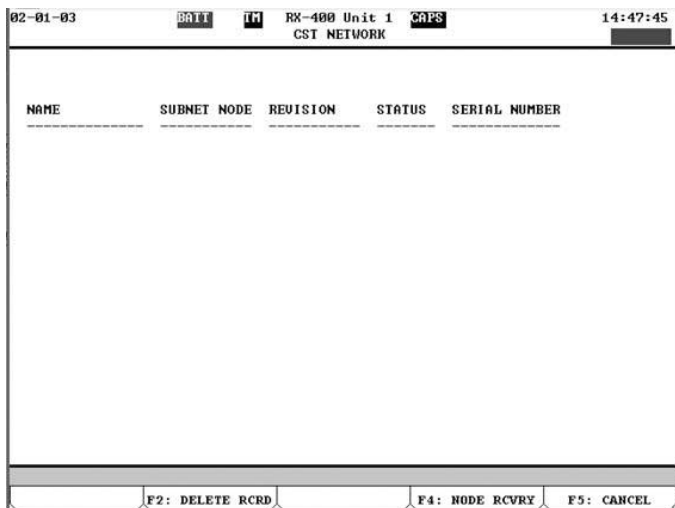 02-01-03 BATT TM RX-400 Unit 1 CAPS 14:47:45
CST NETWORK
NAME SUBNET NODE REVISION STATUS SERIAL NUMBER
F2: DELETE RCRD F4: NODE RCVRY F5: CANCEL